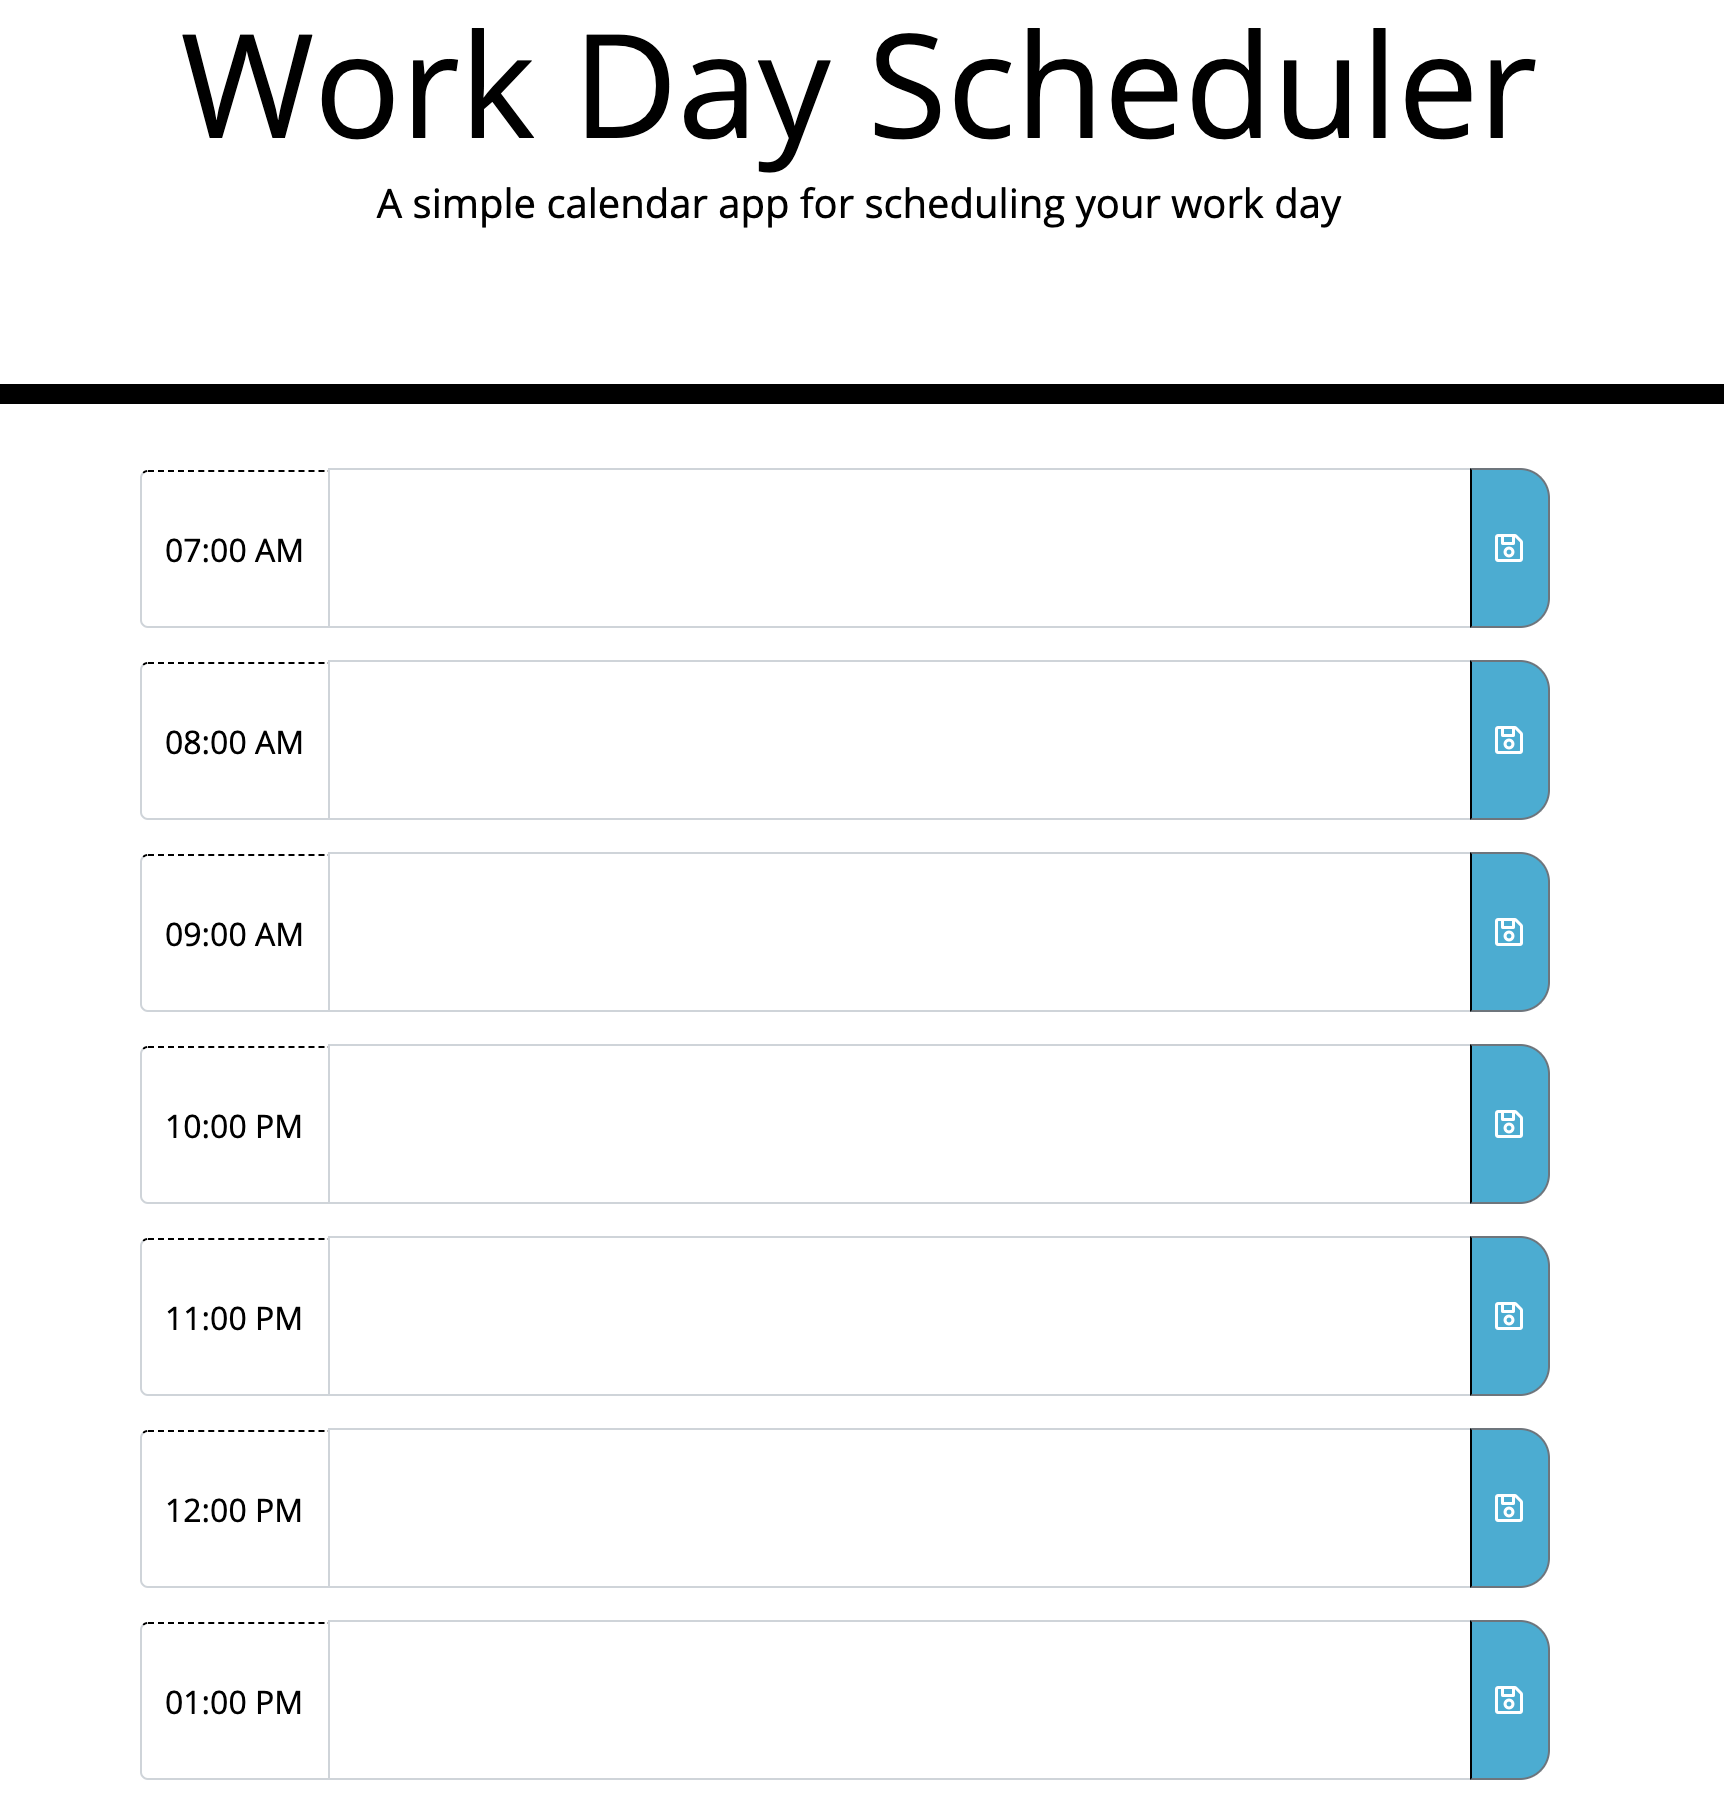 Work Day Scheduler
A simple calendar app for scheduling your work day
07:00 AM
08:00 AM
09:00 AM
10:00 PM
11:00 PM
12:00 PM
01:00 PM